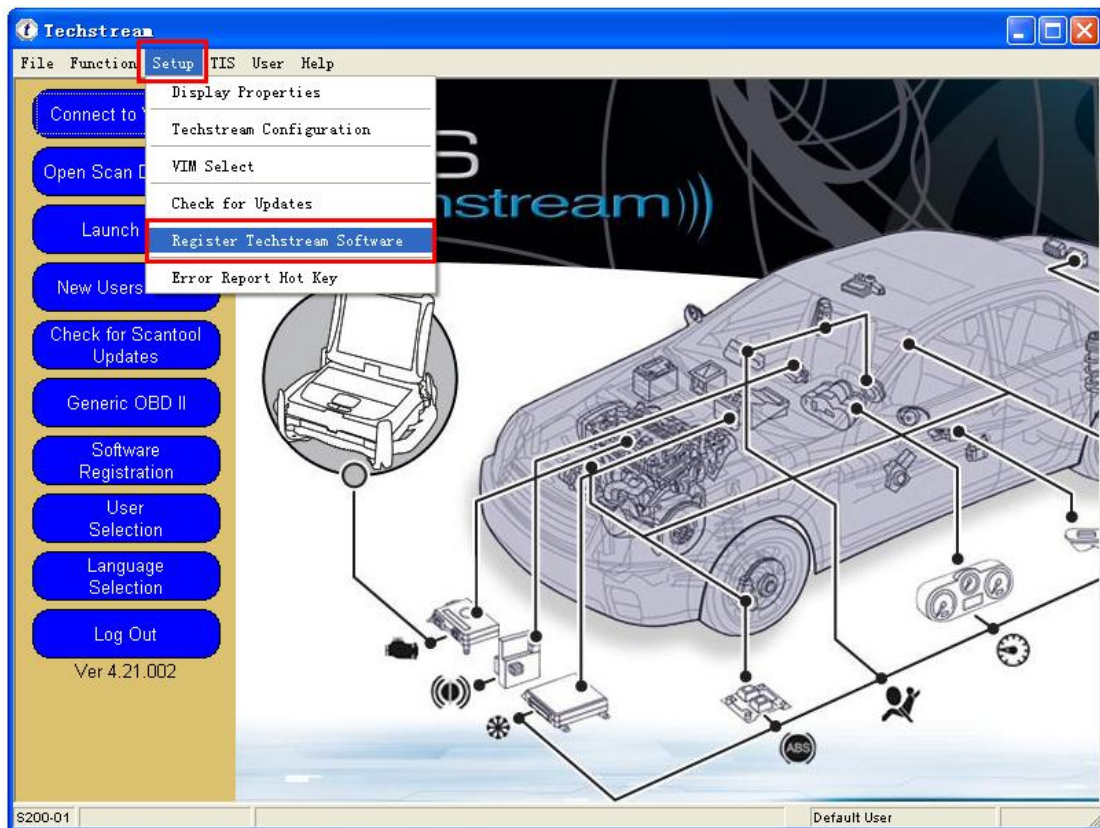 Techstream
File Function Setup TIS User Help
Display Properties
Techstream Configuration
VIM Select
Check for Updates
Register Techstream Software
Error Report Hot Key
Connect to
Open Scan
Launch
New Users
Check for Scantool
Updates
Generic OBD II
Software
Registration
User
Selection
Language
Selection
Log Out
Ver 4.21.002
S
nstream
ABS
S200-01
Default User